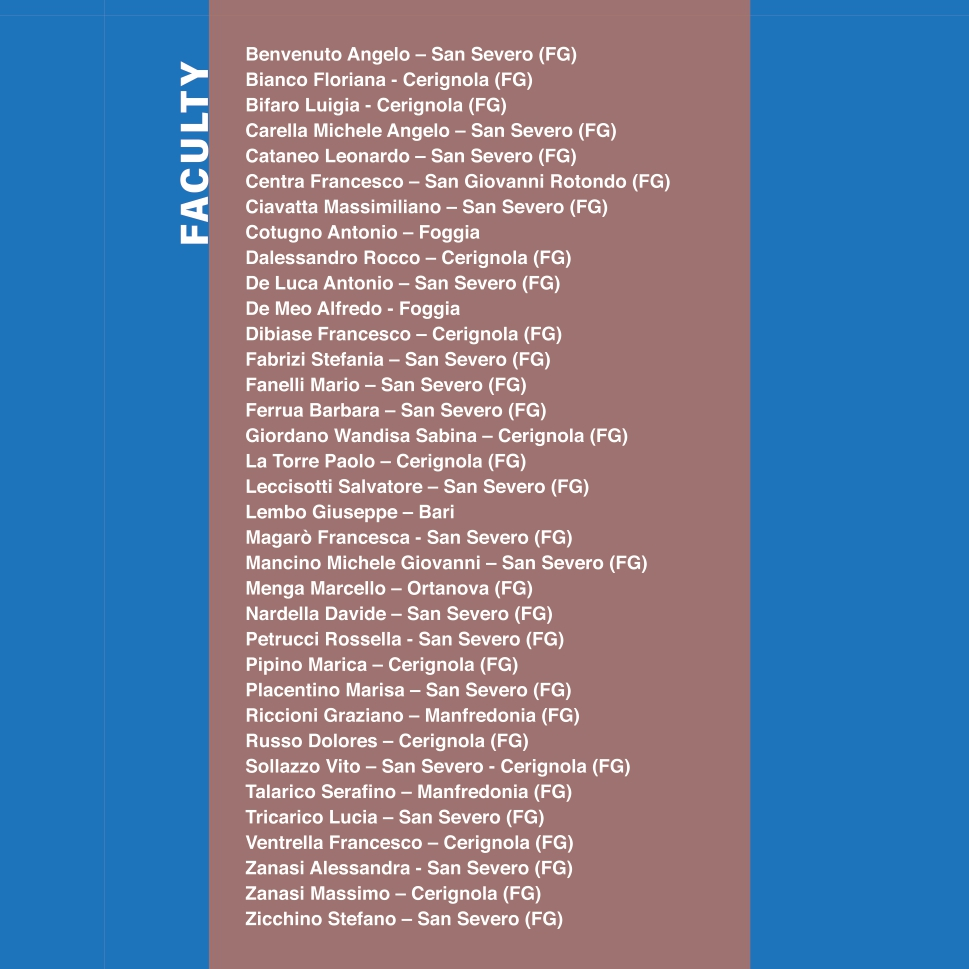 FACULTY
Benvenuto Angelo – San Severo (FG)
Bianco Floriana - Cerignola (FG)
Bifaro Luigia - Cerignola (FG)
Carella Michele Angelo – San Severo (FG)
Cataneo Leonardo – San Severo (FG)
Centra Francesco – San Giovanni Rotondo (FG)
Ciavatta Massimiliano – San Severo (FG)
Cotugno Antonio – Foggia
Dalessandro Rocco – Cerignola (FG)
De Luca Antonio – San Severo (FG)
De Meo Alfredo - Foggia
Dibiase Francesco – Cerignola (FG)
Fabrizi Stefania – San Severo (FG)
Fanelli Mario – San Severo (FG)
Ferrua Barbara – San Severo (FG)
Giordano Wandisa Sabina – Cerignola (FG)
La Torre Paolo – Cerignola (FG)
Leccisotti Salvatore – San Severo (FG)
Lembo Giuseppe – Bari
Magarò Francesca - San Severo (FG)
Mancino Michele Giovanni – San Severo (FG)
Menga Marcello – Ortanova (FG)
Nardella Davide – San Severo (FG)
Petrucci Rossella - San Severo (FG)
Pipino Marica – Cerignola (FG)
Placentino Marisa – San Severo (FG)
Riccioni Graziano – Manfredonia (FG)
Russo Dolores – Cerignola (FG)
Sollazzo Vito – San Severo - Cerignola (FG)
Talarico Serafino – Manfredonia (FG)
Tricarico Lucia – San Severo (FG)
Ventrella Francesco – Cerignola (FG)
Zanasi Alessandra - San Severo (FG)
Zanasi Massimo – Cerignola (FG)
Zicchino Stefano – San Severo (FG)